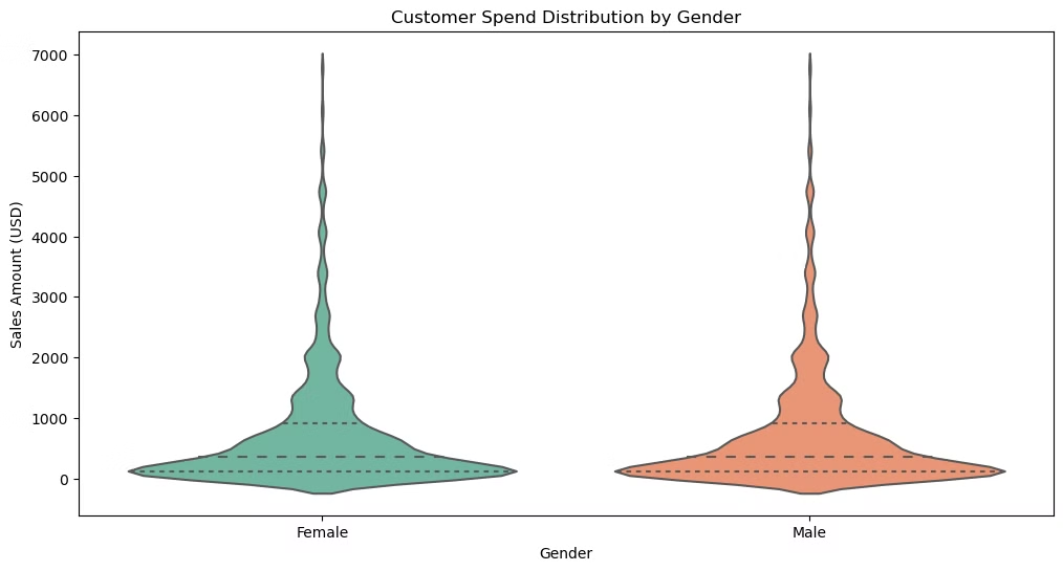 Customer Spend Distribution by Gender
7000
6000
5000
4000
3000
2000
1000
0
Sales Amount (USD)
Female
Male
Gender